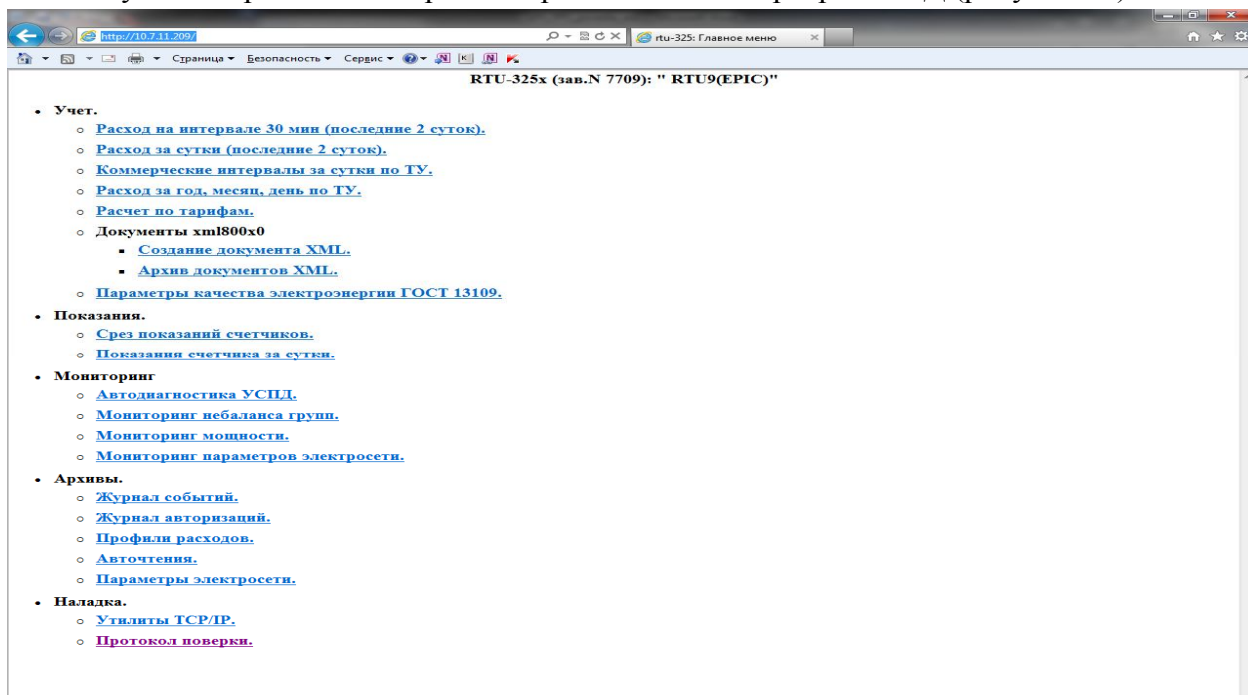 http://10.7.11.209/
rtu-325: Главное меню
Страница Безопасность Сервис
RTU-325x (зав.N 7709): " RTU9(EPIC)"
Учет.
Расход на интервале 30 мин (последние 2 суток).
Расход за сутки (последние 2 суток).
Коммерческие интервалы за сутки по ТУ.
Расход за год, месяц, день по ТУ.
Расчет по тарифам.
Документы xml800x0
Создание документа XML.
Архив документов XML.
Параметры качества электроэнергии ГОСТ 13109.
Показания.
Срез показаний счетчиков.
Показания счетчика за сутки.
Мониторинг
Автодиагностика УСПД.
Мониторинг небаланса групп.
Мониторинг мощности.
Мониторинг параметров электросети.
Архивы.
Журнал событий.
Журнал авторизаций.
Профили расходов.
Авточтения.
Параметры электросети.
Наладка.
Утилиты TCP/IP.
Протокол поверки.